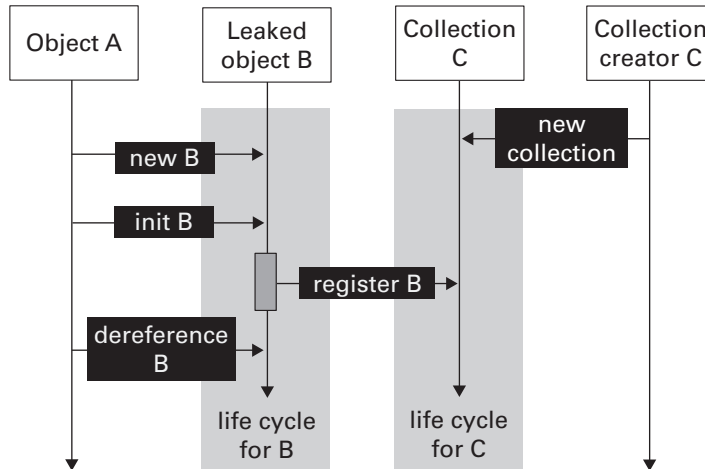 Object A
Leaked
object B
Collection
C
Collection
creator C
new
collection
new B
init B
register B
dereference
B
life cycle
for B
life cycle
for C